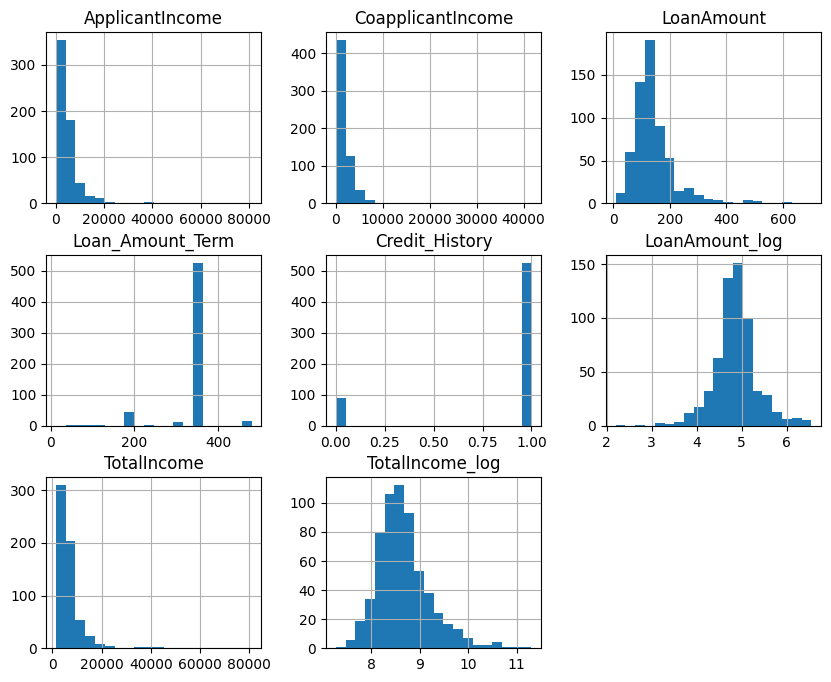 ApplicantIncome
300
200
100
0
0 20000 40000 60000 80000
CoapplicantIncome
400
300
200
100
0
0 10000 20000 30000 40000
LoanAmount
150
100
50
0
0 200 400 600
Loan_Amount_Term
500
400
300
200
100
0
0 200 400
Credit_History
500
400
300
200
100
0
0.00 0.25 0.50 0.75 1.00
LoanAmount_log
150
100
50
0
2 3 4 5 6
TotalIncome
300
200
100
0
0 20000 40000 60000 80000
TotalIncome_log
100
80
60
40
20
0
8 9 10 11